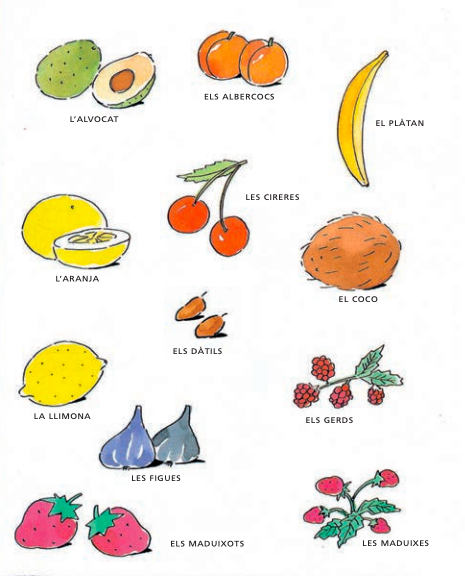 ELS ALBERCOCS
L'ALVOCAT
EL PLÀTAN
LES CIRERES
L'ARANJA
EL COCO
ELS DÀTILS
LA LLIMONA
ELS GERDS
LES FIGUES
ELS MADUIXOTS
LES MADUIXES